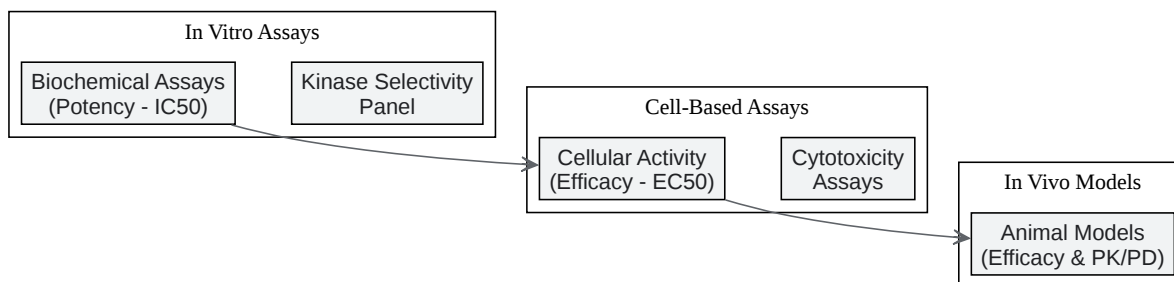 In Vitro Assays
Biochemical Assays
(Potency - IC50)
Kinase Selectivity
Panel
Cell-Based Assays
Cellular Activity
(Efficacy - EC50)
Cytotoxicity
Assays
In Vivo Models
Animal Models
(Efficacy & PK/PD)